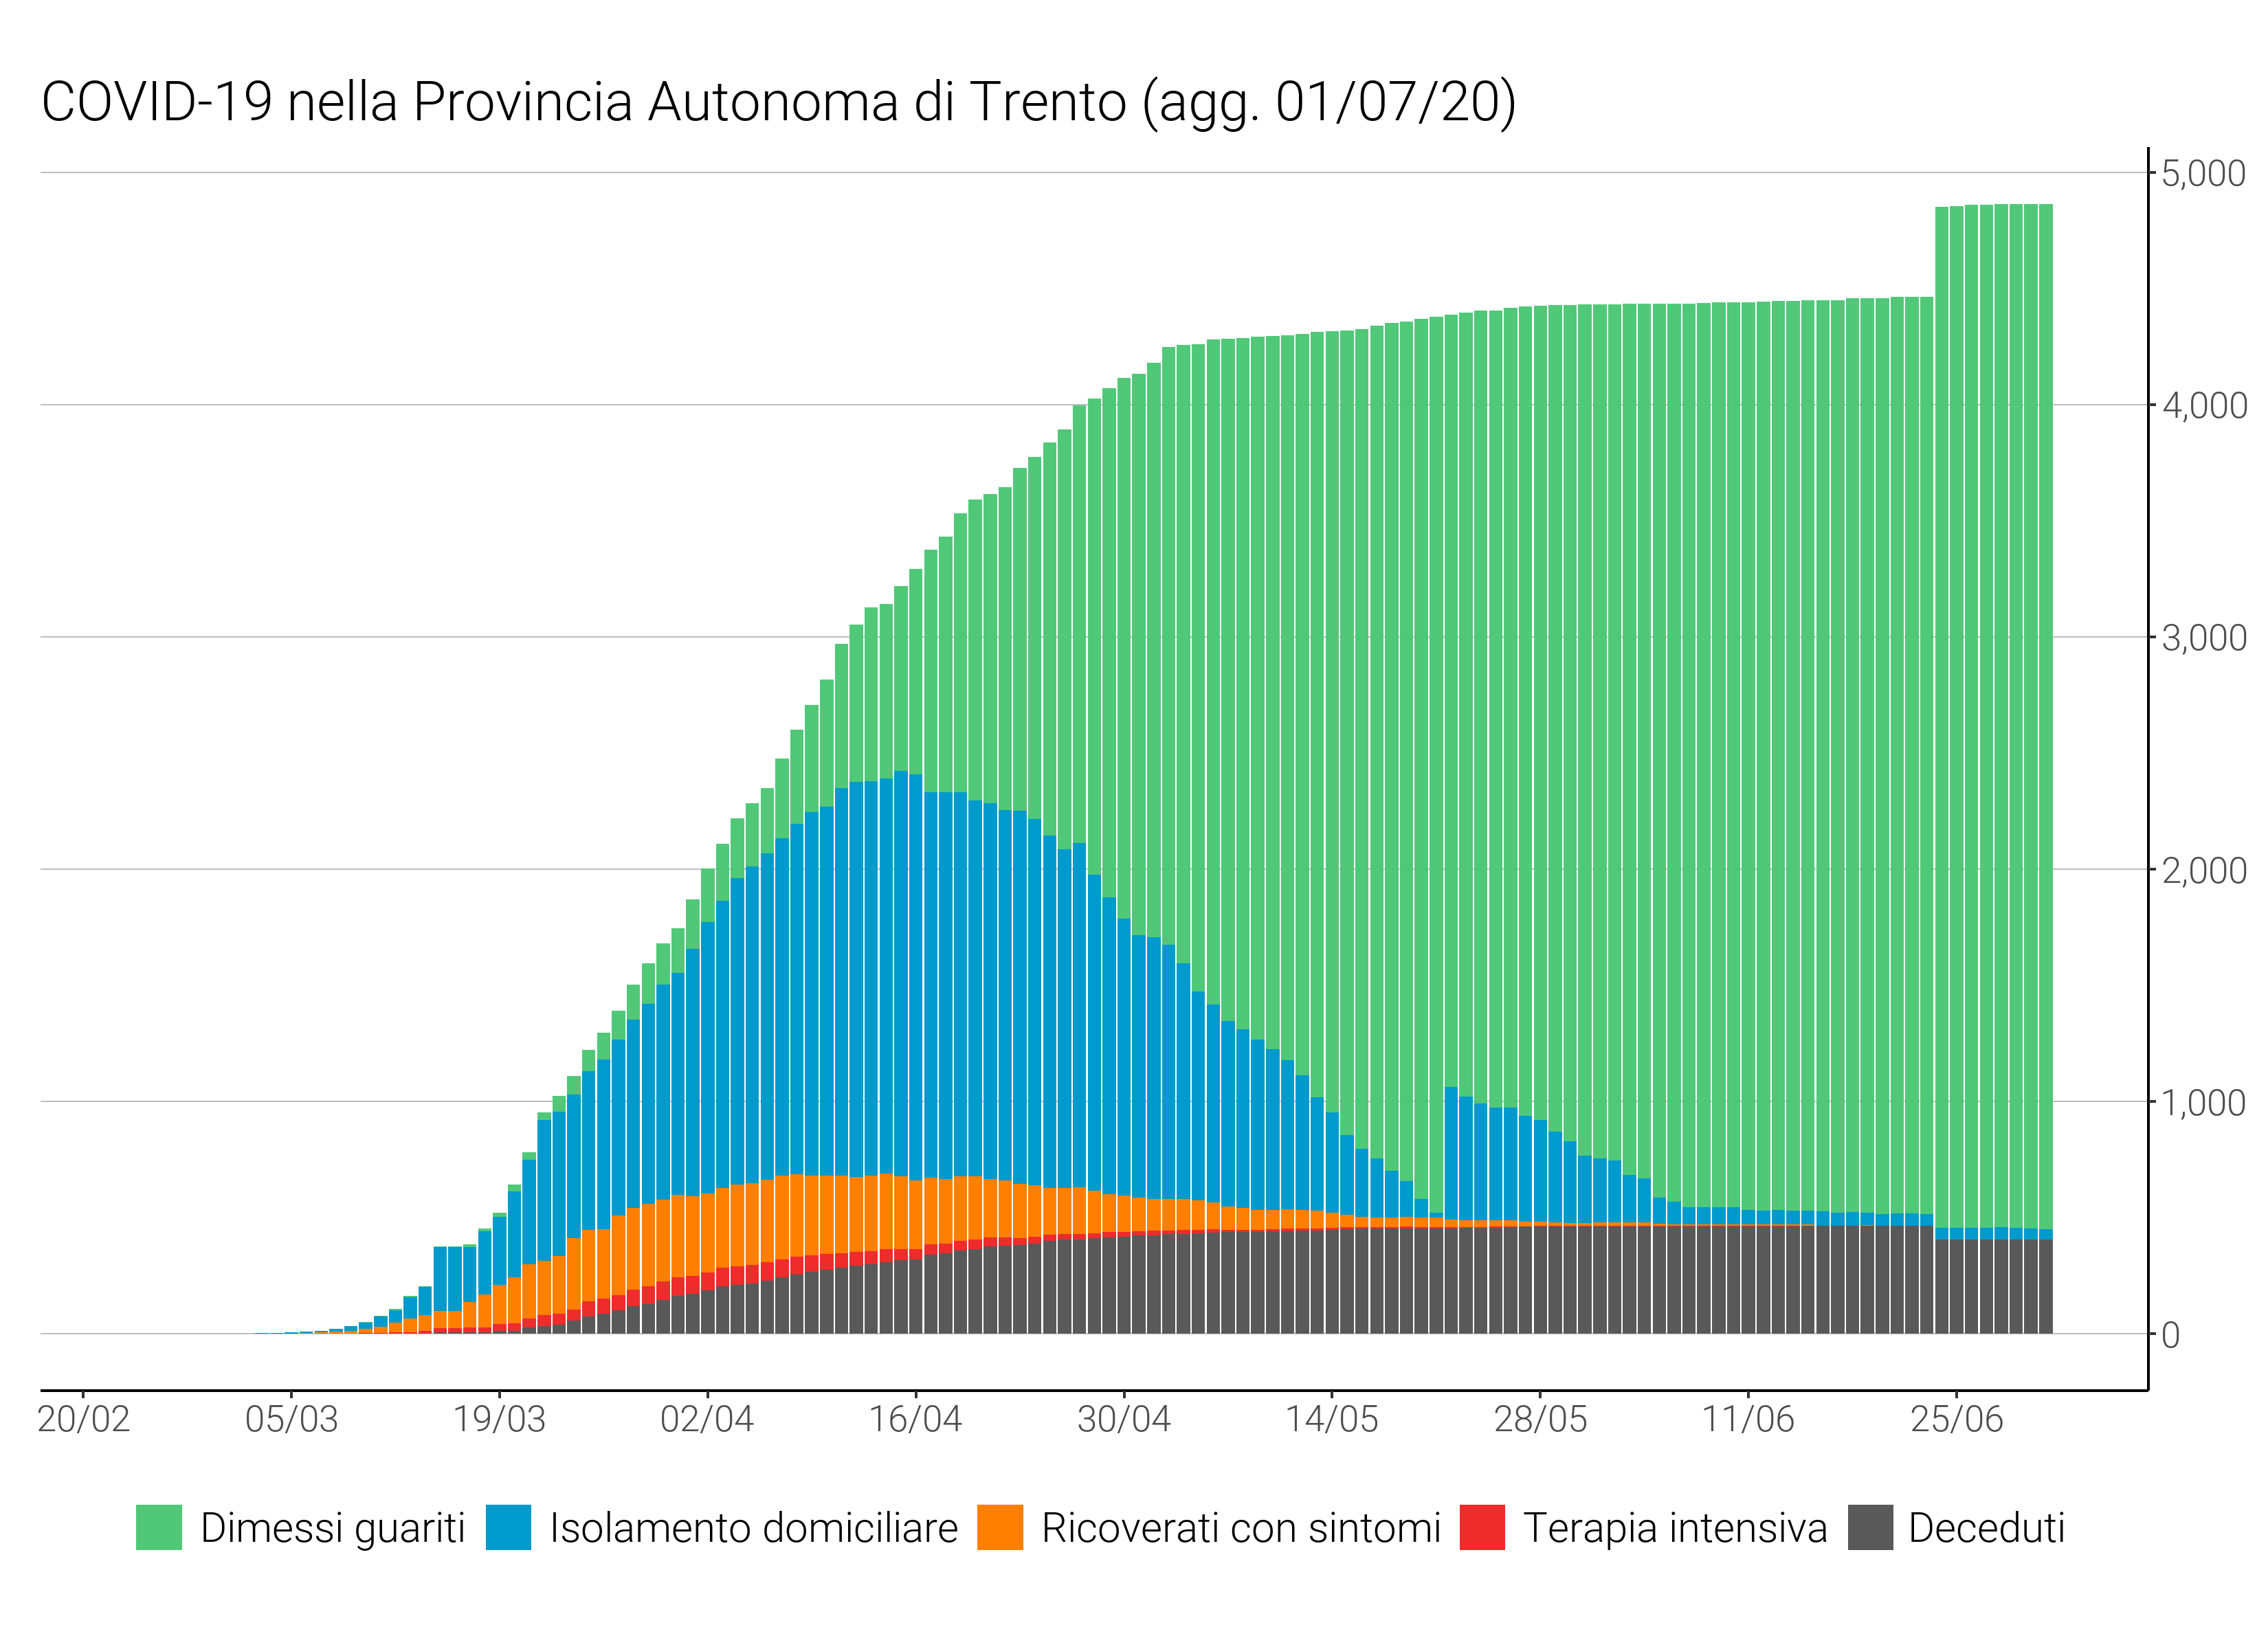 COVID-19 nella Provincia Autonoma di Trento (agg. 01/07/20)
5,000
4,000
3,000
2,000
1,000
0
20/02 05/03 19/03 02/04 16/04 30/04 14/05 28/05 11/06 25/06
Dimessi guariti Isolamento domiciliare Ricoverati con sintomi Terapia intensiva Deceduti